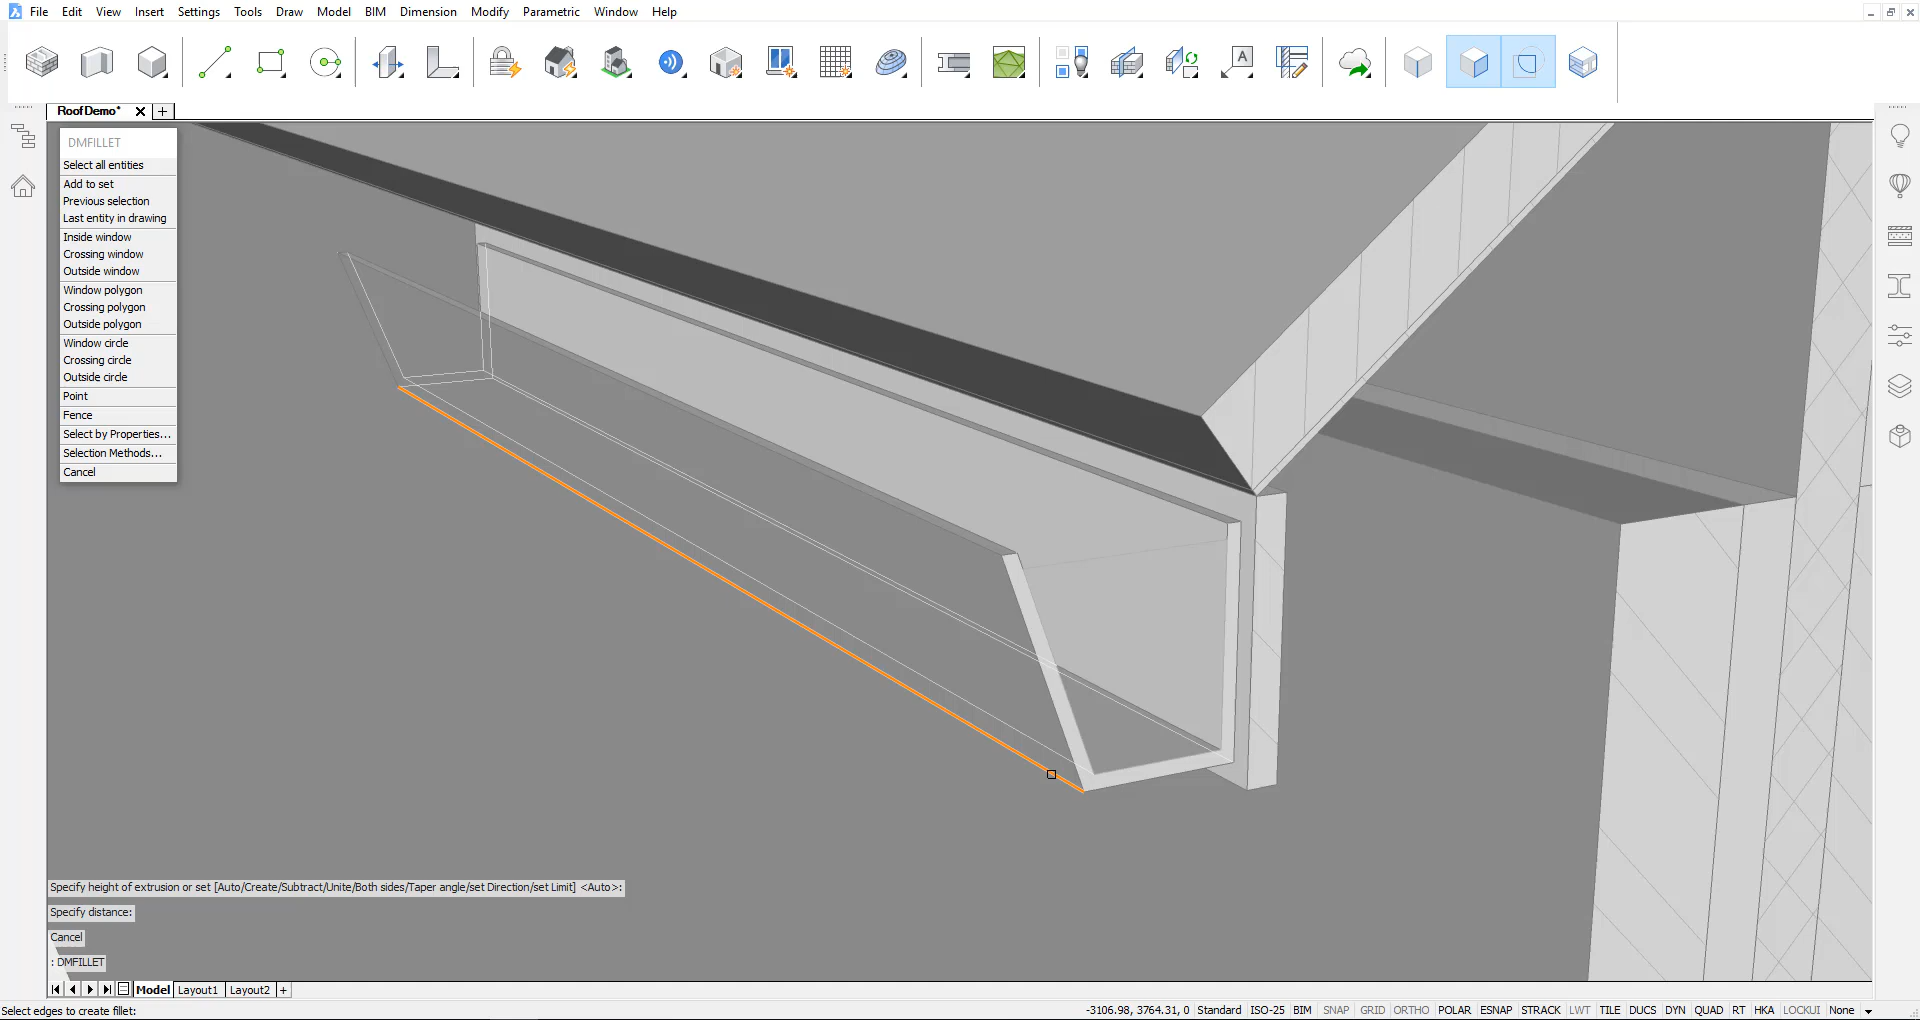 File Edit View Insert Settings Tools Draw Model BIM Dimension Modify Parametric Window Help
A
RoofDemo*
DMFILLET
Select all entities
Add to set
Previous selection
Last entity in drawing
Inside window
Crossing window
Outside window
Window polygon
Crossing polygon
Outside polygon
Window circle
Crossing circle
Outside circle
Point
Fence
Select by Properties...
Selection Methods...
Cancel
Specify height of extrusion or set [Auto/Create/Subtract/Unite/Both sides/Taper angle/set Direction/set Limit] <Auto>:
Specify distance:
Cancel
: DMFILLET
Model Layout1 Layout2 +
Select edges to create fillet:
-3106.98, 3764.31, 0 Standard ISO-25 BIM SNAP GRID ORTHO POLAR ESNAP STRACK LWT TILE DUCS DYN QUAD RT HKA LOCKUI None